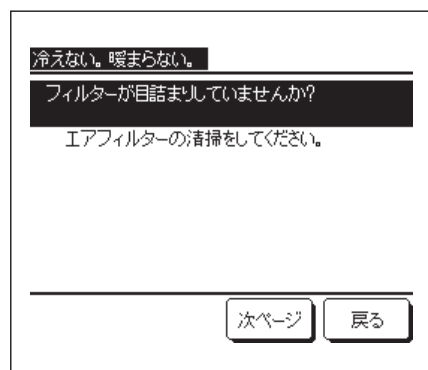 冷えない。暖まらない。
フィルターが目詰まりしていませんか?
エアフィルターの清掃をしてください。
次ページ 戻る